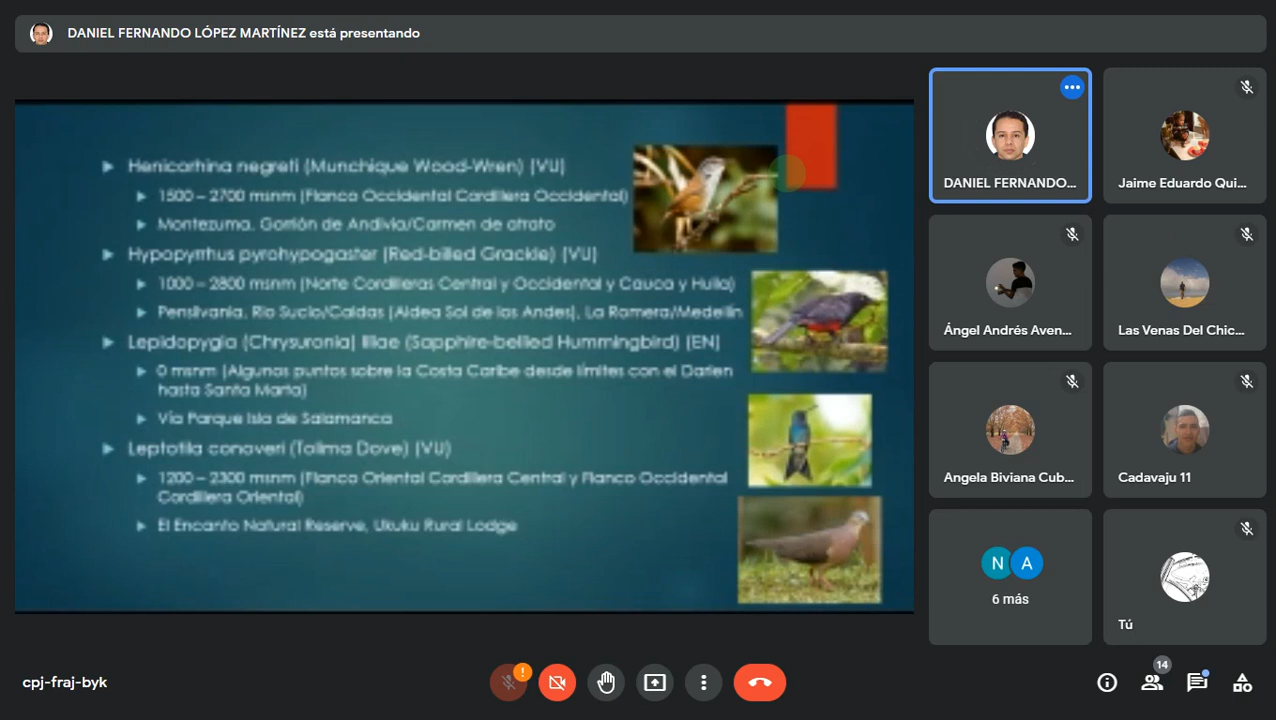 DANIEL FERNANDO LÓPEZ MARTÍNEZ está presentando
Henicorhina negreti (Munchique Wood-Wren) (VU)
1500 – 2700 msnm (Flanco Occidental Cordillera Occidental)
Montezuma, Gorrión de Andivia/Carmen de atrato
Hypopyrrhus pyrohypogaster (Red-billed Grackle) (VU)
1000 – 2800 msnm (Norte Cordilleras Central y Occidental y Cauca y Huila)
Pensilvania, Rio Sucio/Caldas (Aldea Sol de los Andes), La Romera/Medellín
Lepidopygia (Chrysuronia) lilliae (Sapphire-bellied Hummingbird) (EN)
0 msnm (Algunos puntos sobre la Costa Caribe desde límites con el Darien
hasta Santa Marta)
Vía Parque Isla de Salamanca
Leptotila conoveri (Tolima Dove) (VU)
1200 – 2300 msnm (Flanco Oriental Cordillera Central y Flanco Occidental
Cordillera Oriental)
El Encanto Natural Reserve, Ukuku Rural Lodge
DANIEL FERNANDO...
Jaime Eduardo Qui...
Ángel Andrés Aven...
Las Venas Del Chic...
Angela Biviana Cub...
Cadavaju 11
N A
6 más
Tú
cpj-fraj-byk
!
14